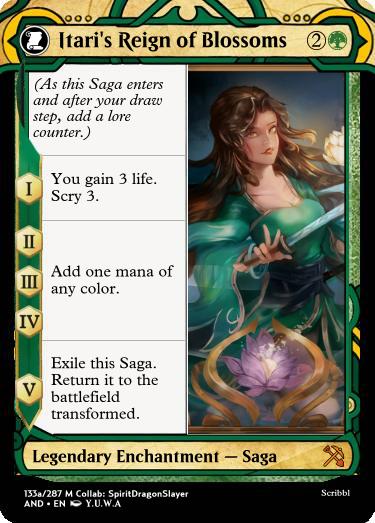 Itari's Reign of Blossoms 2
(As this Saga enters
and after your draw
step, add a lore
counter.)
I
You gain 3 life.
Scry 3.
II
III
IV
Add one mana of
any color.
V
Exile this Saga.
Return it to the
battlefield
transformed.
Legendary Enchantment — Saga
133a/287 M Collab: SpiritDragonSlayer
AND • EN Y.U.W.A
Scribbl